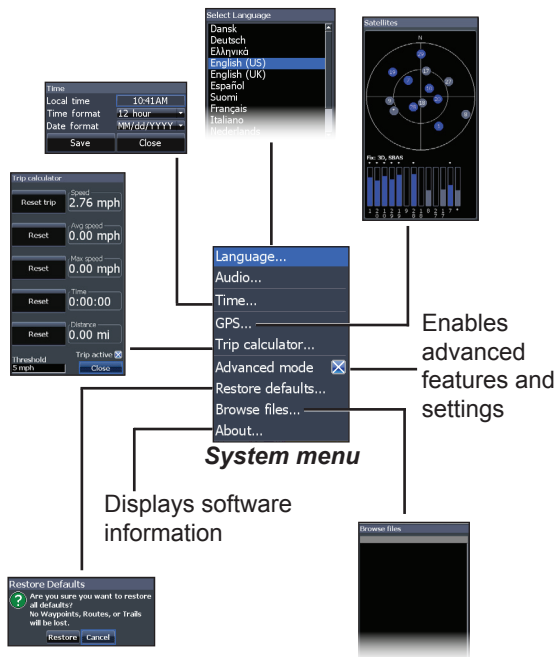 Select Language
Dansk
Deutsch
Ελληνικά
English (US)
English (UK)
Español
Suomi
Français
Italiano
Nederlands
Satellites
Fix: 3D, SBAS
Time
Local time 10:41AM
Time format 12 hour
Date format MM/dd/YYYY
Save Close
Trip calculator
Speed
Reset trip 2.76 mph
Avg speed
Reset 0.00 mph
Max speed
Reset 0.00 mph
Time
Reset 0:00:00
Distance
Reset 0.00 mi
Threshold Trip active
5 mph Close
Language...
Audio...
Time...
GPS...
Trip calculator...
Advanced mode
Restore defaults...
Browse files...
About...
System menu
Enables
advanced
features and
settings
Displays software
information
Restore Defaults
Are you sure you want to restore
all defaults?
No Waypoints, Routes, or Trails
will be lost.
Restore Cancel
Browse files